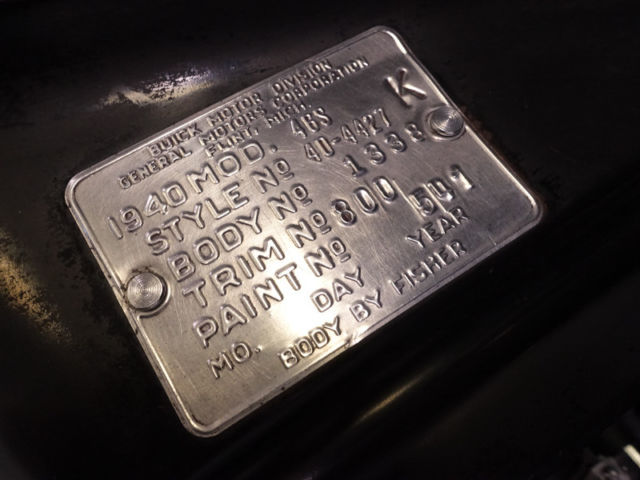 BUICK MOTOR DIVISION
GENERAL MOTORS CORPORATION
FLINT, MICH.
K
1940 MOD. 46S
STYLE No 40-4427
BODY No 1338
TRIM No 800
PAINT No 541
MO. DAY YEAR
BODY BY FISHER